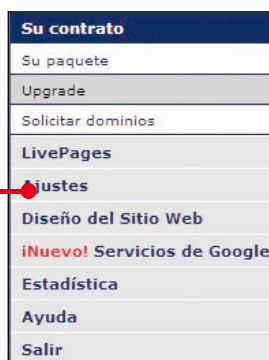 Su contrato
Su paquete
Upgrade
Solicitar dominios
LivePages
Ajustes
Diseño del Sitio Web
¡Nuevo! Servicios de Google
Estadística
Ayuda
Salir